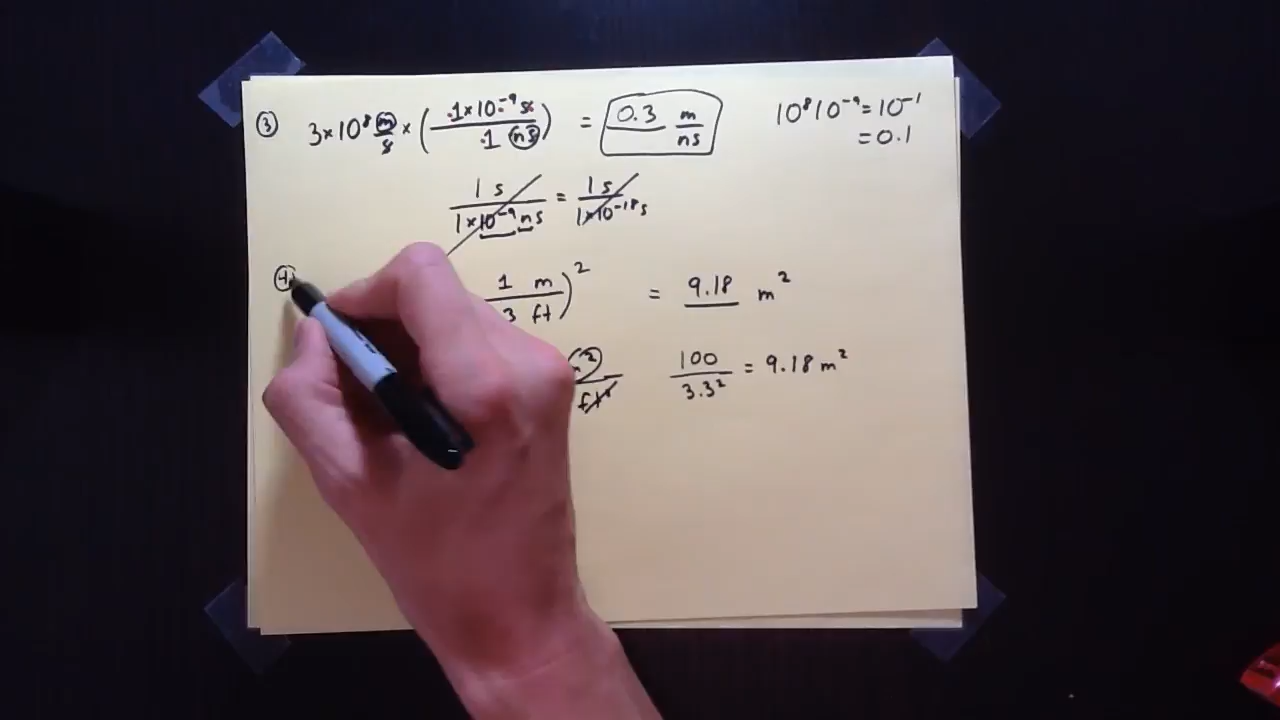 ③ 3×10⁸ m/s × (1×10⁻⁹ s / 1 ns) = 0.3 m/ns
10⁸10⁻⁹ = 10⁻¹
= 0.1
1 s / 1×10⁻⁹ ns = 1 s / 1×10⁻¹⁸ s
④ 1 m / 3 ft)² = 9.18 m²
100 / 3.3² = 9.18 m²